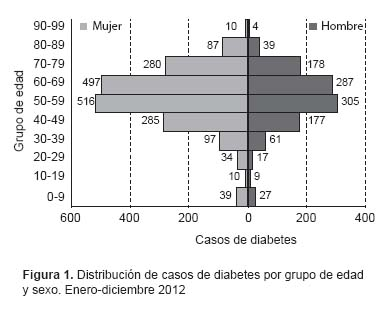 Mujer
Hombre
Grupo de edad
90-99 10 4
80-89 87 39
70-79 280 178
60-69 497 287
50-59 516 305
40-49 285 177
30-39 97 61
20-29 34 17
10-19 10 9
0-9 39 27
600 400 200 0 200 400
Casos de diabetes
Figura 1. Distribución de casos de diabetes por grupo de edad
y sexo. Enero-diciembre 2012